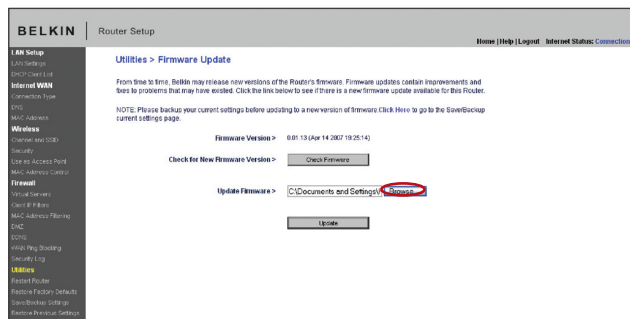 BELKIN
Router Setup
Home | Help | Logout Internet Status: Connection
LAN Setup
LAN Settings
DHCP Client List
Internet WAN
Connection Type
DNS
MAC Address
Wireless
Channel and SSID
Security
Use as Access Point
MAC Address Control
Firewall
Virtual Servers
Client IP Filters
MAC Address Filtering
DMZ
DDNS
WAN Ping Blocking
Security Log
Utilities
Restart Router
Restore Factory Defaults
Save/Backup Settings
Restore Previous Settings
Utilities > Firmware Update
From time to time, Belkin may release new versions of the Router's firmware. Firmware updates contain improvements and
fixes to problems that may have existed. Click the link below to see if there is a new firmware update available for this Router.
NOTE: Please backup your current settings before updating to a new version of firmware.Click Here to go to the Save/Backup
current settings page.
Firmware Version > 0.01.13 (Apr 14 2007 19:25:14)
Check for New Firmware Version > Check Firmware
Update Firmware > C:\Documents and Settings\ Browse...
Update